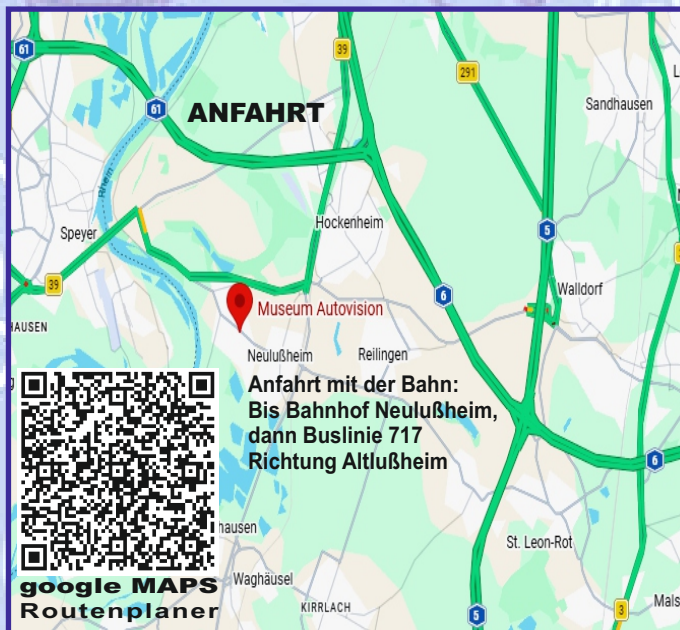 61
39
291
ANFAHRT
61
Sandhausen
Rhein
Speyer
Hockenheim
5
39
6
Walldorf
HAUSEN
Museum Autovision
Neulußheim
Reilingen
Anfahrt mit der Bahn:
Bis Bahnhof Neulußheim,
dann Buslinie 717
Richtung Altlußheim
6
hausen
St. Leon-Rot
google MAPS
Routenplaner
Waghäusel
KIRRLACH
5
3
Mals